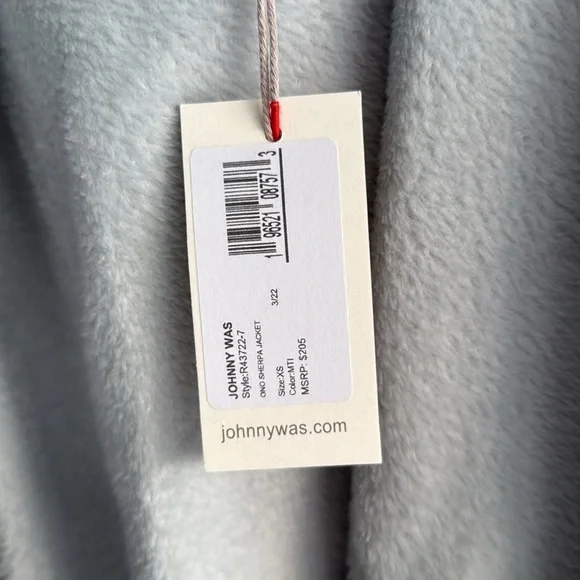 JOHNNY WAS
Style:R43722-7
ONO SHERPA JACKET
3/22
Size:XS
Color:MTI
MSRP: $205
1 96521 08757 3
johnnywas.com